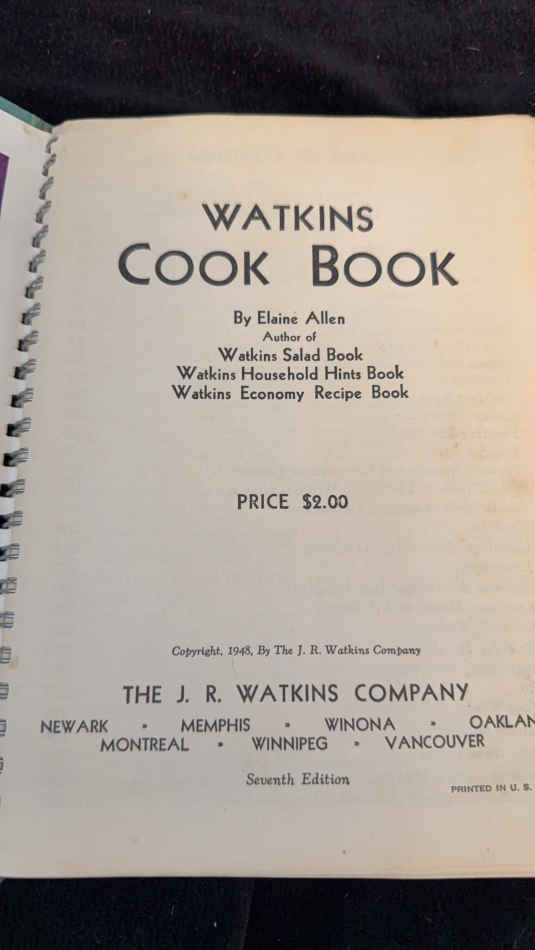 WATKINS
COOK BOOK
By Elaine Allen
Author of
Watkins Salad Book
Watkins Household Hints Book
Watkins Economy Recipe Book
PRICE $2.00
Copyright, 1948, By The J. R. Watkins Company
THE J. R. WATKINS COMPANY
NEWARK • MEMPHIS • WINONA • OAKLAN
MONTREAL • WINNIPEG • VANCOUVER
Seventh Edition
PRINTED IN U. S.